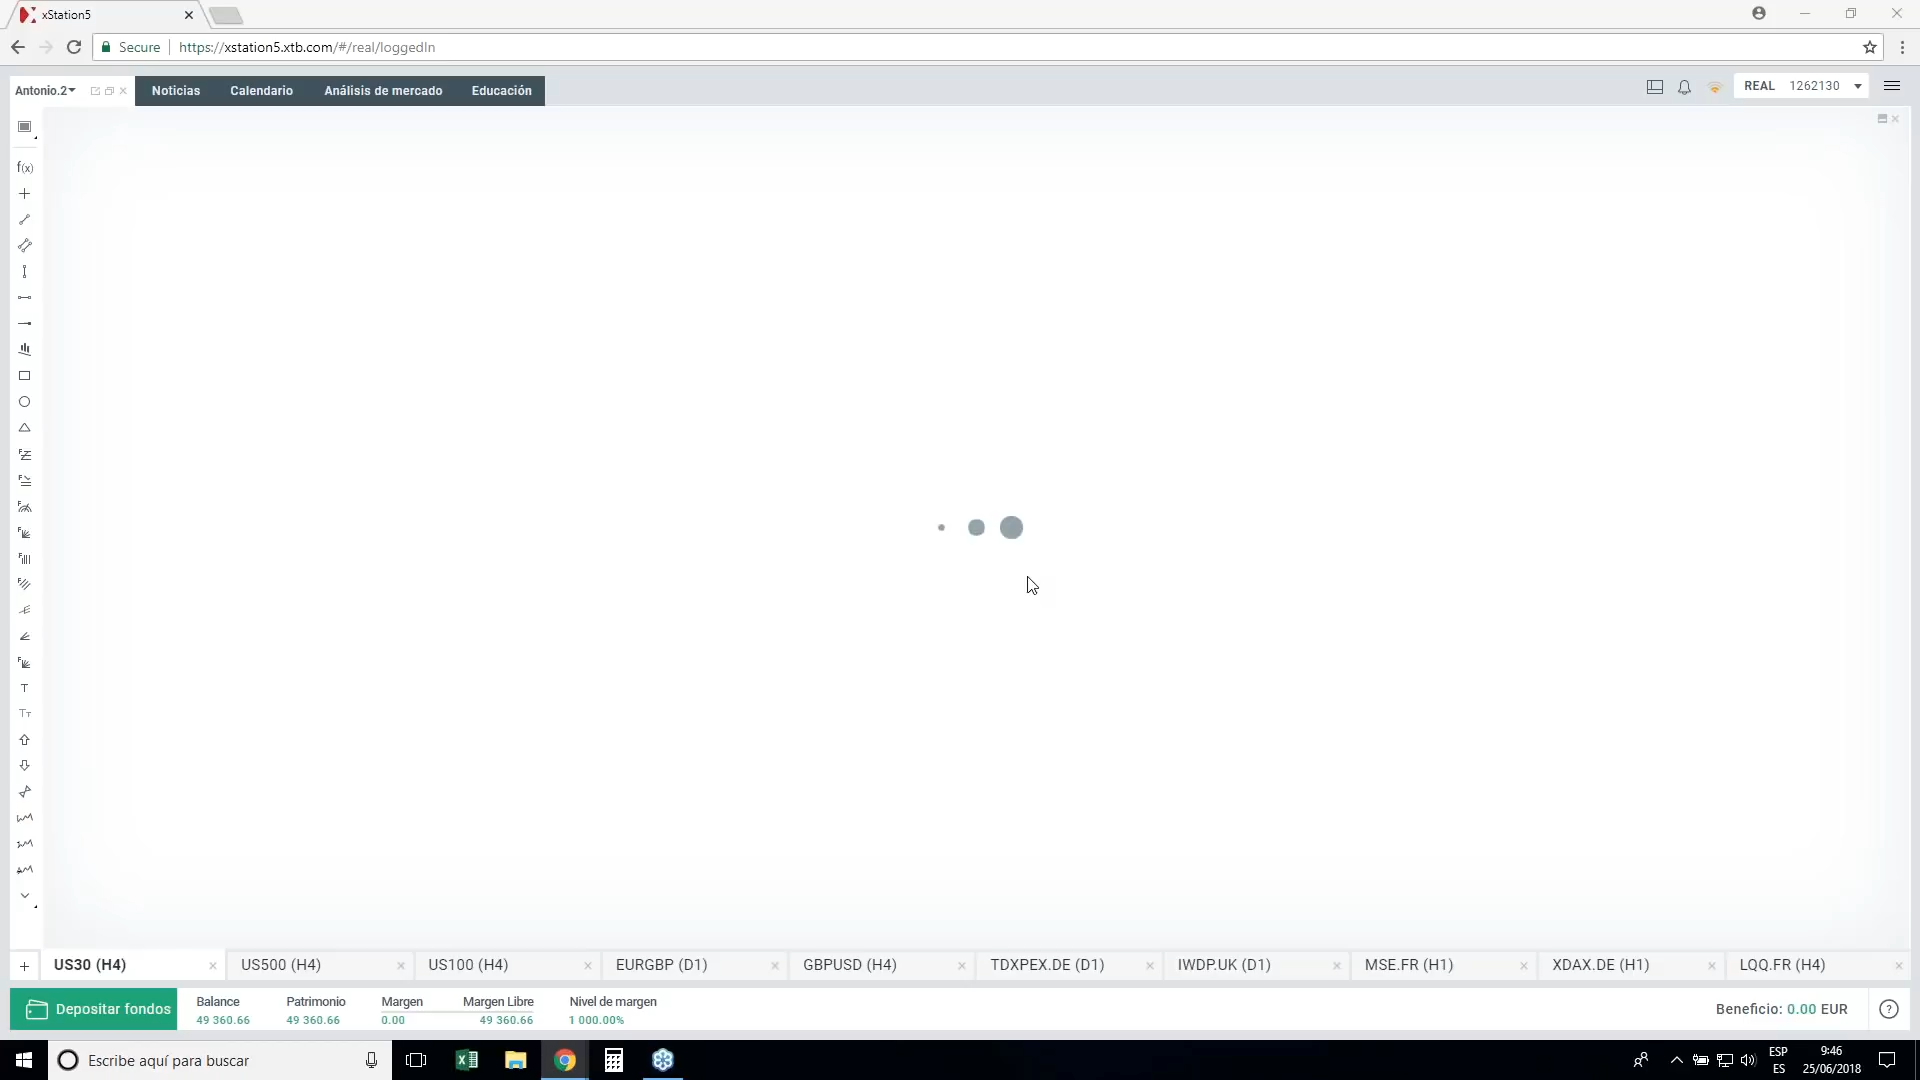 xStation5
Secure https://xstation5.xtb.com/#/real/loggedIn
Antonio.2 Noticias Calendario Análisis de mercado Educación REAL 1262130
f(x)
T
TT
US30 (H4) US500 (H4) US100 (H4) EURGBP (D1) GBPUSD (H4) TDXPEX.DE (D1) IWDP.UK (D1) MSE.FR (H1) XDAX.DE (H1) LQQ.FR (H4)
Depositar fondos Balance Patrimonio Margen Margen Libre Nivel de margen Beneficio: 0.00 EUR
49 360.66 49 360.66 0.00 49 360.66 1 000.00%
Escribe aquí para buscar
ESP 9:46
ES 25/06/2018